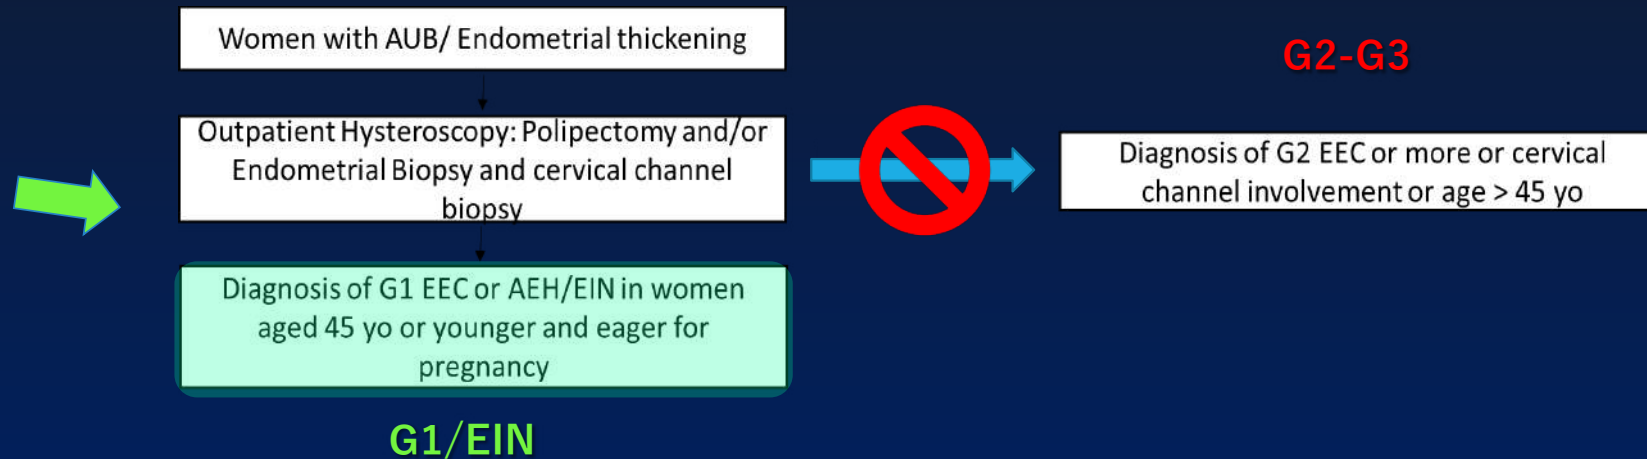 Women with AUB/ Endometrial thickening
G2-G3
Outpatient Hysteroscopy: Polipectomy and/or
Endometrial Biopsy and cervical channel
biopsy
Diagnosis of G2 EEC or more or cervical
channel involvement or age > 45 yo
Diagnosis of G1 EEC or AEH/EIN in women
aged 45 yo or younger and eager for
pregnancy
G1/EIN